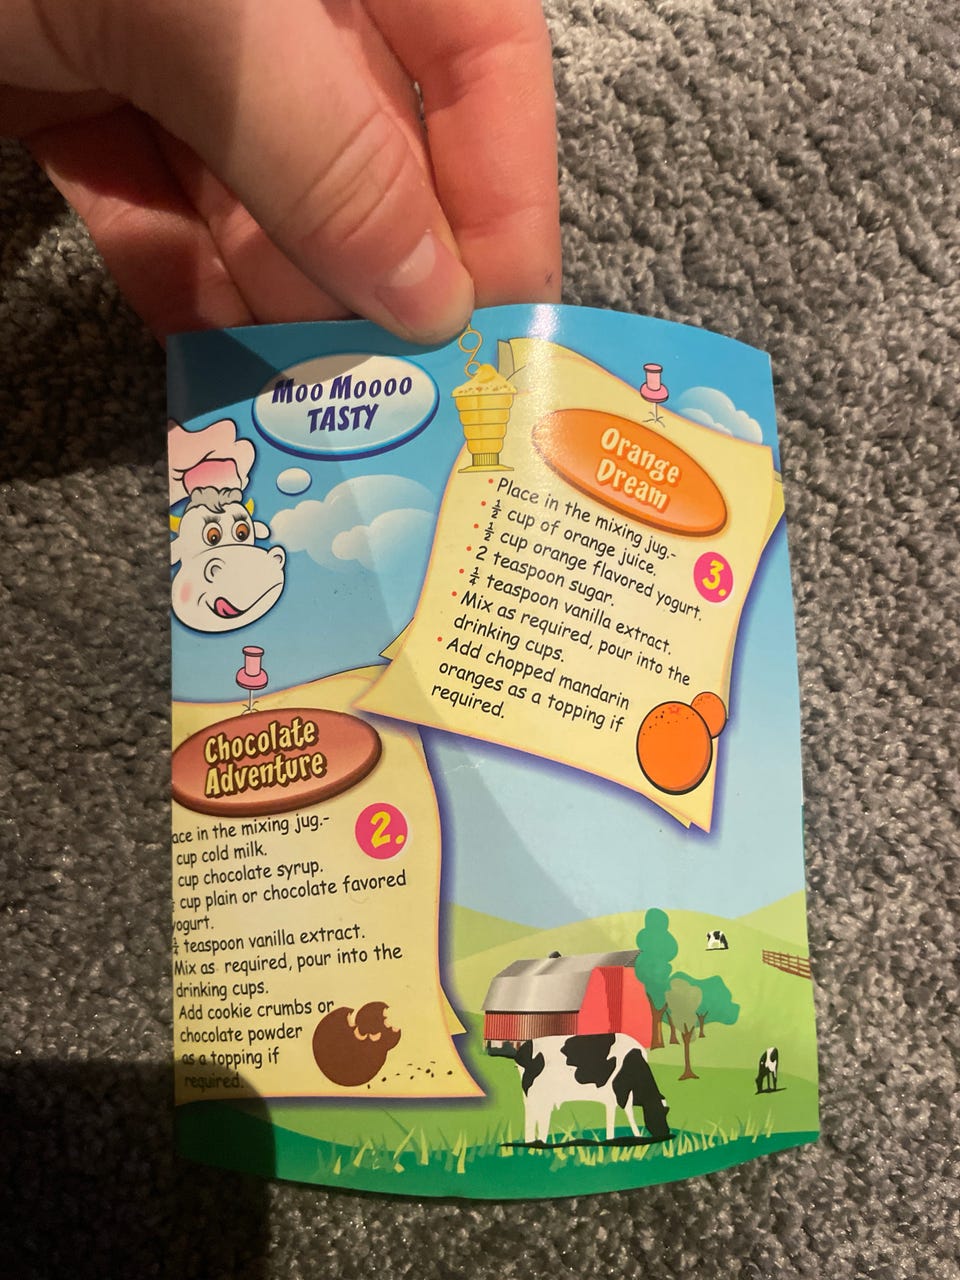 Moo Moooo
TASTY
Orange
Dream
3.
• Place in the mixing jug.-
• ½ cup of orange juice.
• ½ cup orange flavored yogurt.
• 2 teaspoon sugar.
• ¼ teaspoon vanilla extract.
• Mix as required, pour into the
drinking cups.
• Add chopped mandarin
oranges as a topping if
required.
Chocolate
Adventure
2.
in the mixing jug.-
cup cold milk.
cup chocolate syrup.
cup plain or chocolate favored
yogurt.
teaspoon vanilla extract.
Mix as required, pour into the
drinking cups.
Add cookie crumbs or
chocolate powder
as a topping if
required.